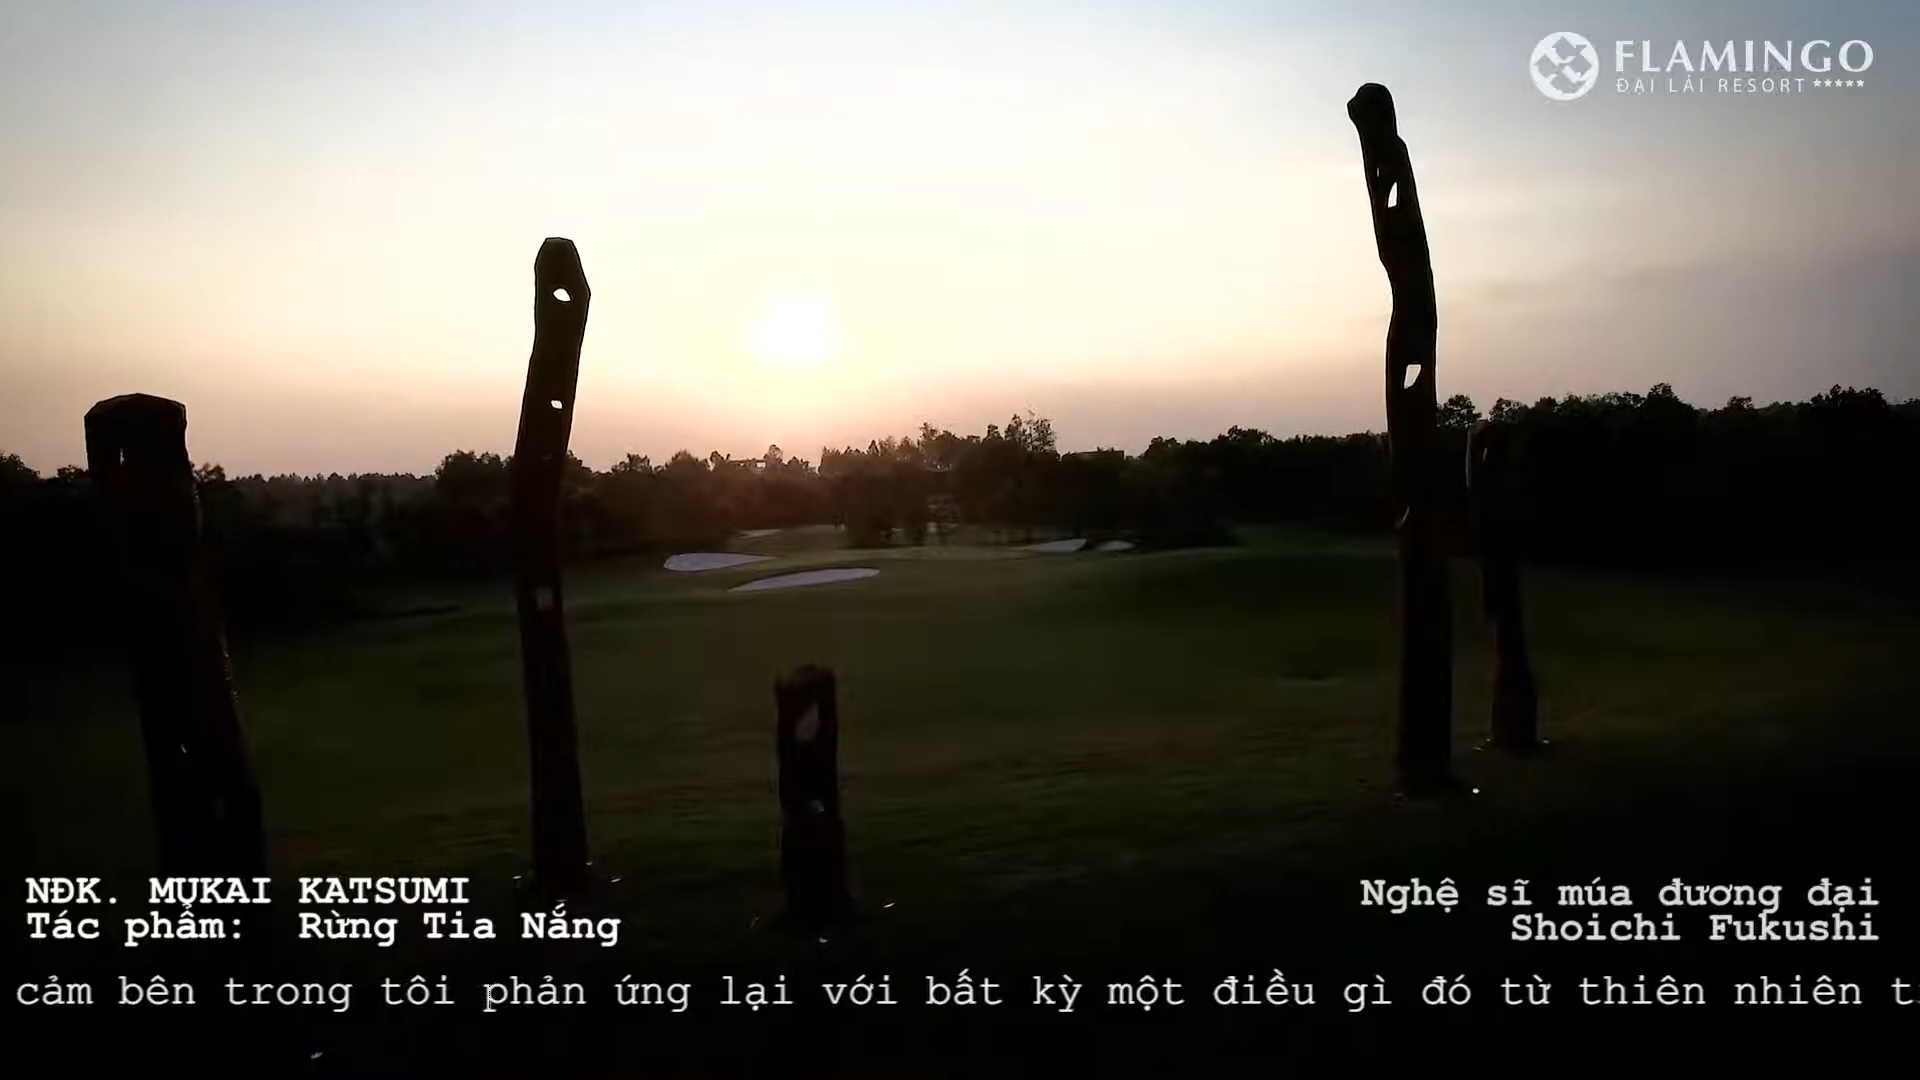 FLAMINGO
ĐẠI LẢI RESORT *****
NĐK. MUKAI KATSUMI
Tác phẩm: Rừng Tia Nắng
Nghệ sĩ múa đương đại
Shoichi Fukushi
cảm bên trong tôi phản ứng lại với bất kỳ một điều gì đó từ thiên nhiên